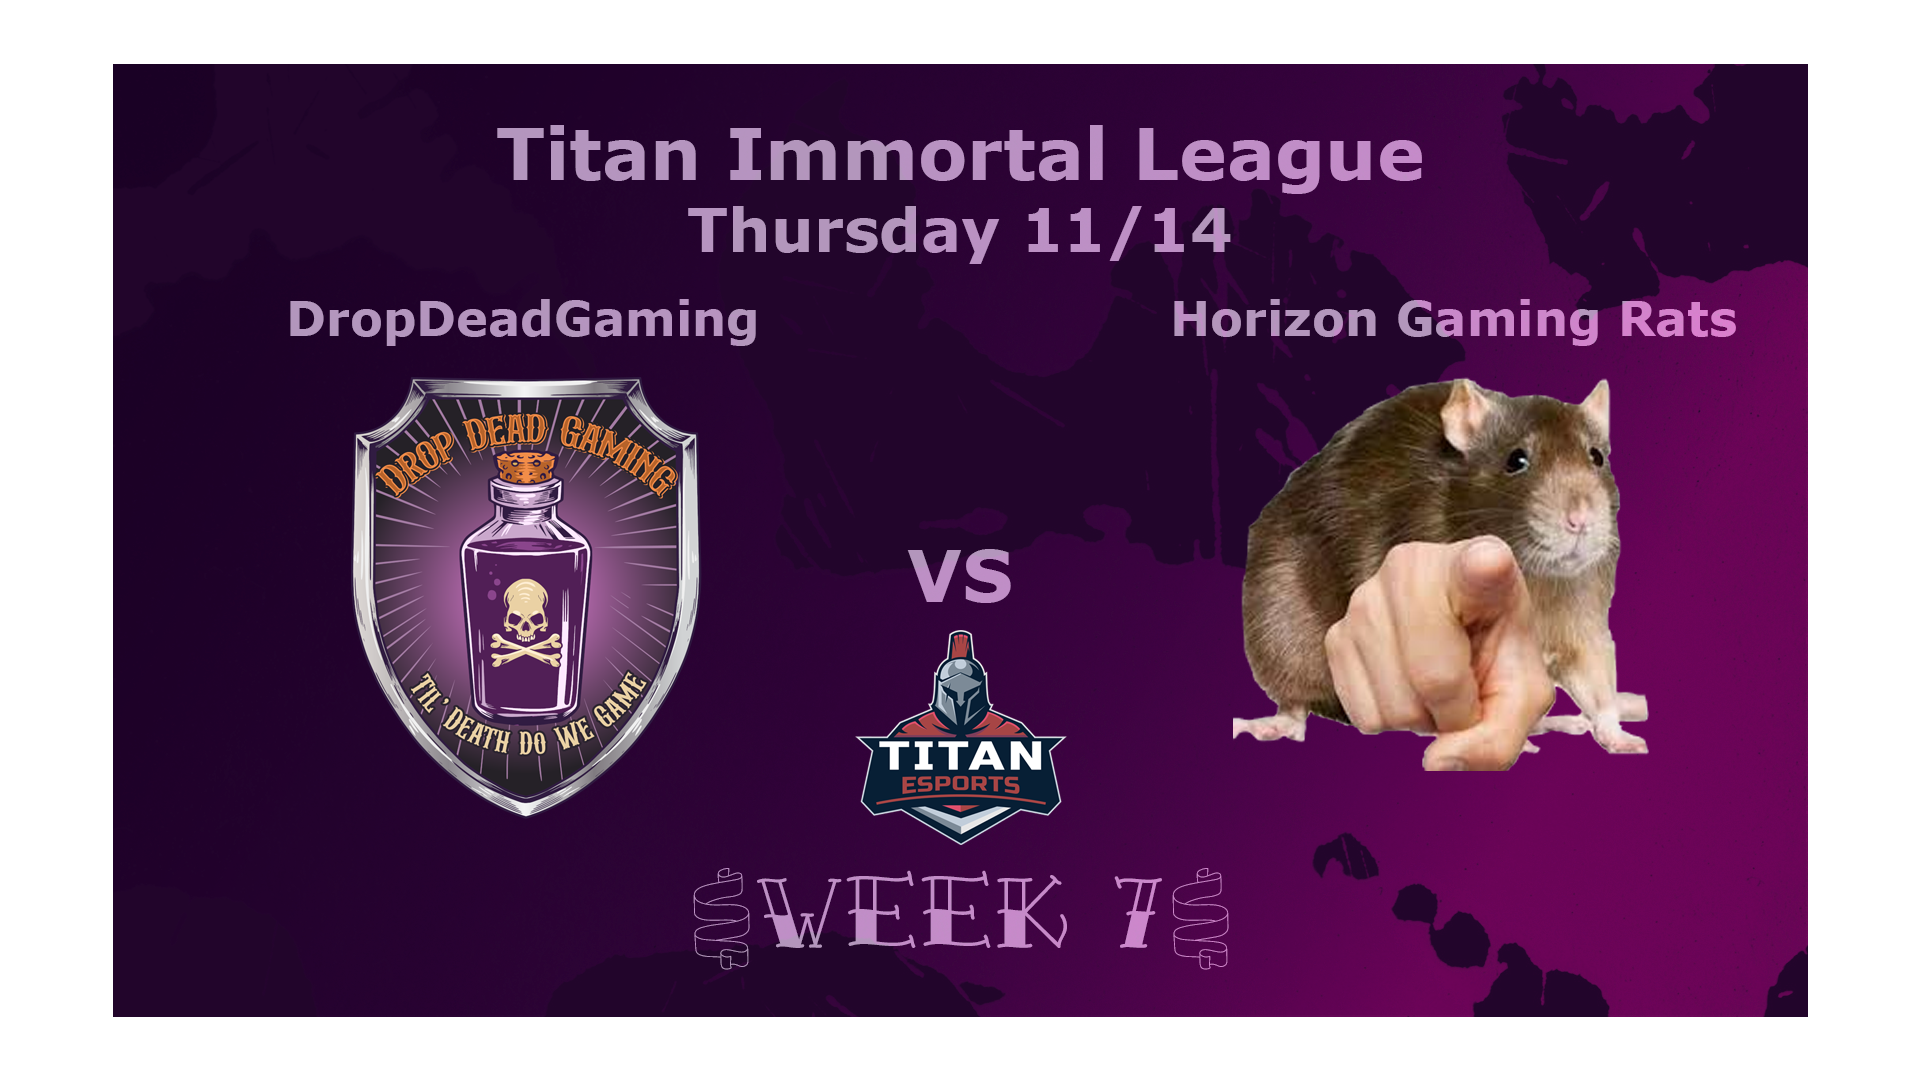 Titan Immortal League
Thursday 11/14
DropDeadGaming
Horizon Gaming Rats
DROP DEAD GAMING
TIL' DEATH DO WE GAME
VS
TITAN
ESPORTS
WEEK 7